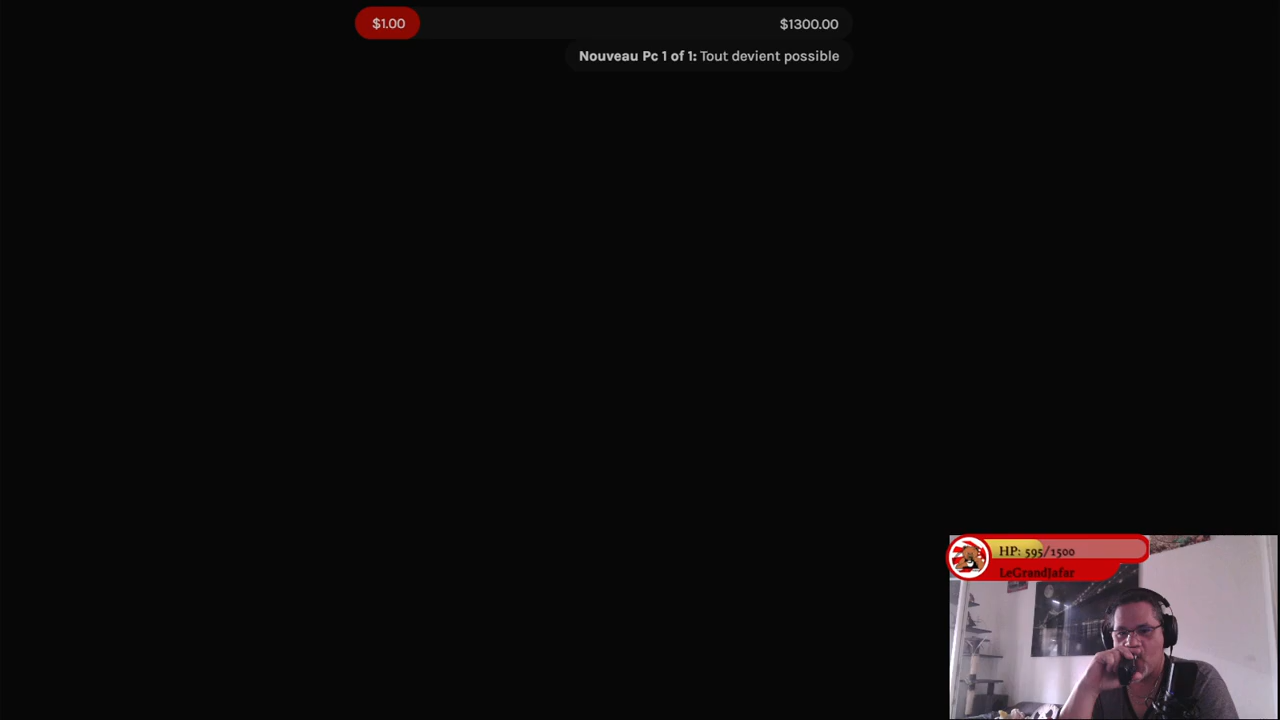 $1.00
$1300.00
Nouveau Pc 1 of 1: Tout devient possible
HP: 595/1500
LeGrandJafar